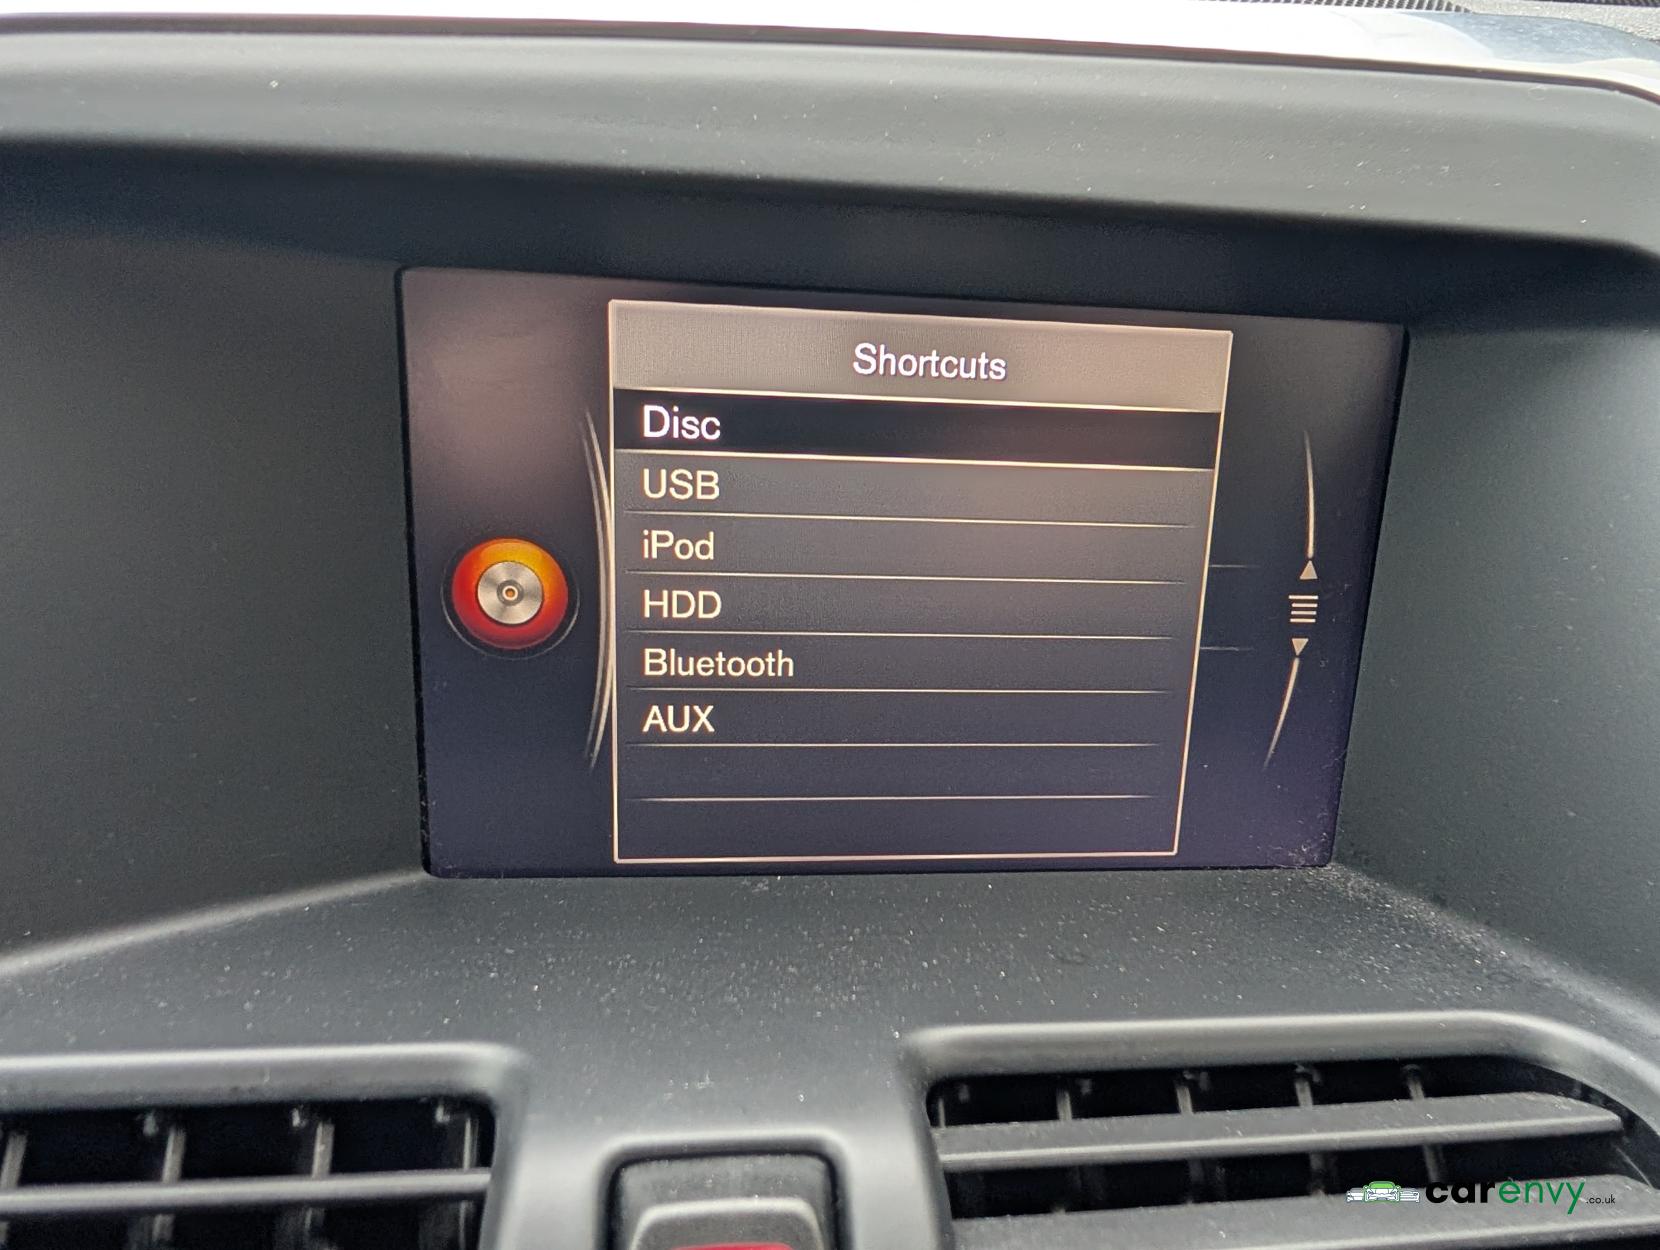 Shortcuts
Disc
USB
iPod
HDD
Bluetooth
AUX
carenvy.co.uk